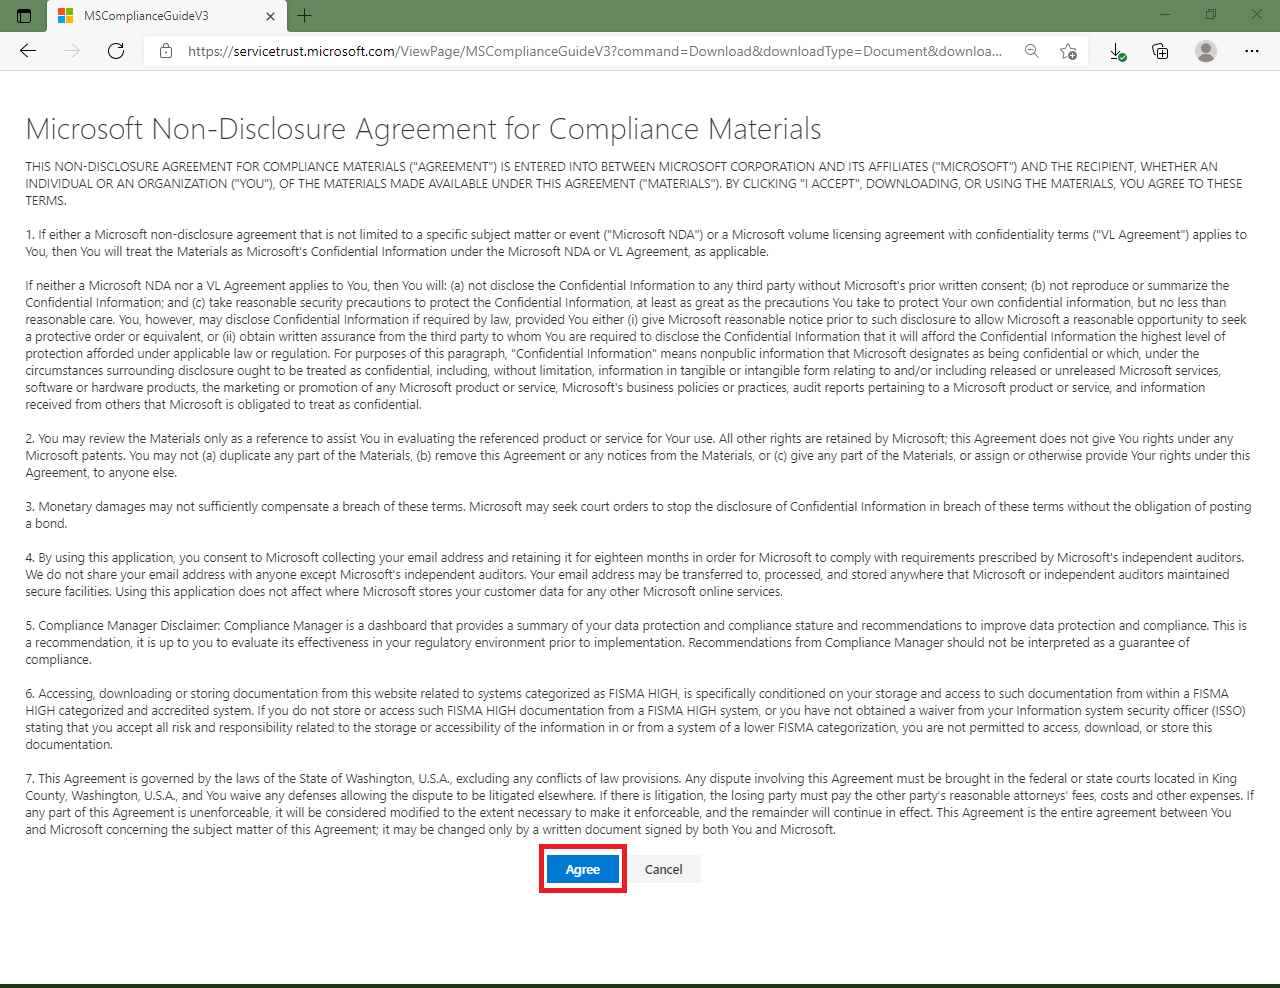 MSComplianceGuideV3
https://servicetrust.microsoft.com/ViewPage/MSComplianceGuideV3?command=Download&downloadType=Document&downloa...
Microsoft Non-Disclosure Agreement for Compliance Materials
THIS NON-DISCLOSURE AGREEMENT FOR COMPLIANCE MATERIALS ("AGREEMENT") IS ENTERED INTO BETWEEN MICROSOFT CORPORATION AND ITS AFFILIATES ("MICROSOFT") AND THE RECIPIENT, WHETHER AN
INDIVIDUAL OR AN ORGANIZATION ("YOU"), OF THE MATERIALS MADE AVAILABLE UNDER THIS AGREEMENT ("MATERIALS"). BY CLICKING "I ACCEPT", DOWNLOADING, OR USING THE MATERIALS, YOU AGREE TO THESE
TERMS.
1. If either a Microsoft non-disclosure agreement that is not limited to a specific subject matter or event ("Microsoft NDA") or a Microsoft volume licensing agreement with confidentiality terms ("VL Agreement") applies to
You, then You will treat the Materials as Microsoft's Confidential Information under the Microsoft NDA or VL Agreement, as applicable.
If neither a Microsoft NDA nor a VL Agreement applies to You, then You will: (a) not disclose the Confidential Information to any third party without Microsoft's prior written consent; (b) not reproduce or summarize the
Confidential Information; and (c) take reasonable security precautions to protect the Confidential Information, at least as great as the precautions You take to protect Your own confidential information, but no less than
reasonable care. You, however, may disclose Confidential Information if required by law, provided You either (i) give Microsoft reasonable notice prior to such disclosure to allow Microsoft a reasonable opportunity to seek
a protective order or equivalent, or (ii) obtain written assurance from the third party to whom You are required to disclose the Confidential Information that it will afford the Confidential Information the highest level of
protection afforded under applicable law or regulation. For purposes of this paragraph, "Confidential Information" means nonpublic information that Microsoft designates as being confidential or which, under the
circumstances surrounding disclosure ought to be treated as confidential, including, without limitation, information in tangible or intangible form relating to and/or including released or unreleased Microsoft services,
software or hardware products, the marketing or promotion of any Microsoft product or service, Microsoft's business policies or practices, audit reports pertaining to a Microsoft product or service, and information
received from others that Microsoft is obligated to treat as confidential.
2. You may review the Materials only as a reference to assist You in evaluating the referenced product or service for Your use. All other rights are retained by Microsoft; this Agreement does not give You rights under any
Microsoft patents. You may not (a) duplicate any part of the Materials, (b) remove this Agreement or any notices from the Materials, or (c) give any part of the Materials, or assign or otherwise provide Your rights under this
Agreement, to anyone else.
3. Monetary damages may not sufficiently compensate a breach of these terms. Microsoft may seek court orders to stop the disclosure of Confidential Information in breach of these terms without the obligation of posting
a bond.
4. By using this application, you consent to Microsoft collecting your email address and retaining it for eighteen months in order for Microsoft to comply with requirements prescribed by Microsoft's independent auditors.
We do not share your email address with anyone except Microsoft's independent auditors. Your email address may be transferred to, processed, and stored anywhere that Microsoft or independent auditors maintained
secure facilities. Using this application does not affect where Microsoft stores your customer data for any other Microsoft online services.
5. Compliance Manager Disclaimer: Compliance Manager is a dashboard that provides a summary of your data protection and compliance stature and recommendations to improve data protection and compliance. This is
a recommendation, it is up to you to evaluate its effectiveness in your regulatory environment prior to implementation. Recommendations from Compliance Manager should not be interpreted as a guarantee of
compliance.
6. Accessing, downloading or storing documentation from this website related to systems categorized as FISMA HIGH, is specifically conditioned on your storage and access to such documentation from within a FISMA
HIGH categorized and accredited system. If you do not store or access such FISMA HIGH documentation from a FISMA HIGH system, or you have not obtained a waiver from your Information system security officer (ISSO)
stating that you accept all risk and responsibility related to the storage or accessibility of the information in or from a system of a lower FISMA categorization, you are not permitted to access, download, or store this
documentation.
7. This Agreement is governed by the laws of the State of Washington, U.S.A., excluding any conflicts of law provisions. Any dispute involving this Agreement must be brought in the federal or state courts located in King
County, Washington, U.S.A., and You waive any defenses allowing the dispute to be litigated elsewhere. If there is litigation, the losing party must pay the other party's reasonable attorneys' fees, costs and other expenses. If
any part of this Agreement is unenforceable, it will be considered modified to the extent necessary to make it enforceable, and the remainder will continue in effect. This Agreement is the entire agreement between You
and Microsoft concerning the subject matter of this Agreement; it may be changed only by a written document signed by both You and Microsoft.
Agree Cancel